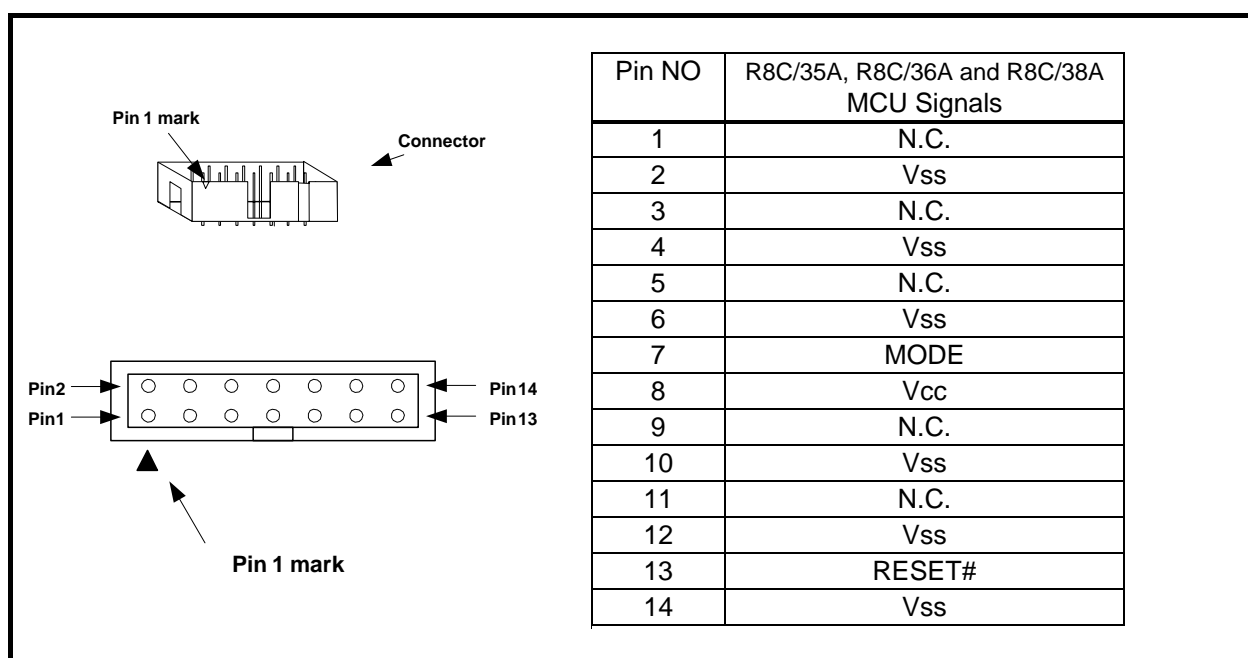 Pin 1 mark
Connector
Pin2
Pin1
Pin14
Pin13
Pin 1 mark
Pin NO R8C/35A, R8C/36A and R8C/38A
MCU Signals
1 N.C.
2 Vss
3 N.C.
4 Vss
5 N.C.
6 Vss
7 MODE
8 Vcc
9 N.C.
10 Vss
11 N.C.
12 Vss
13 RESET#
14 Vss